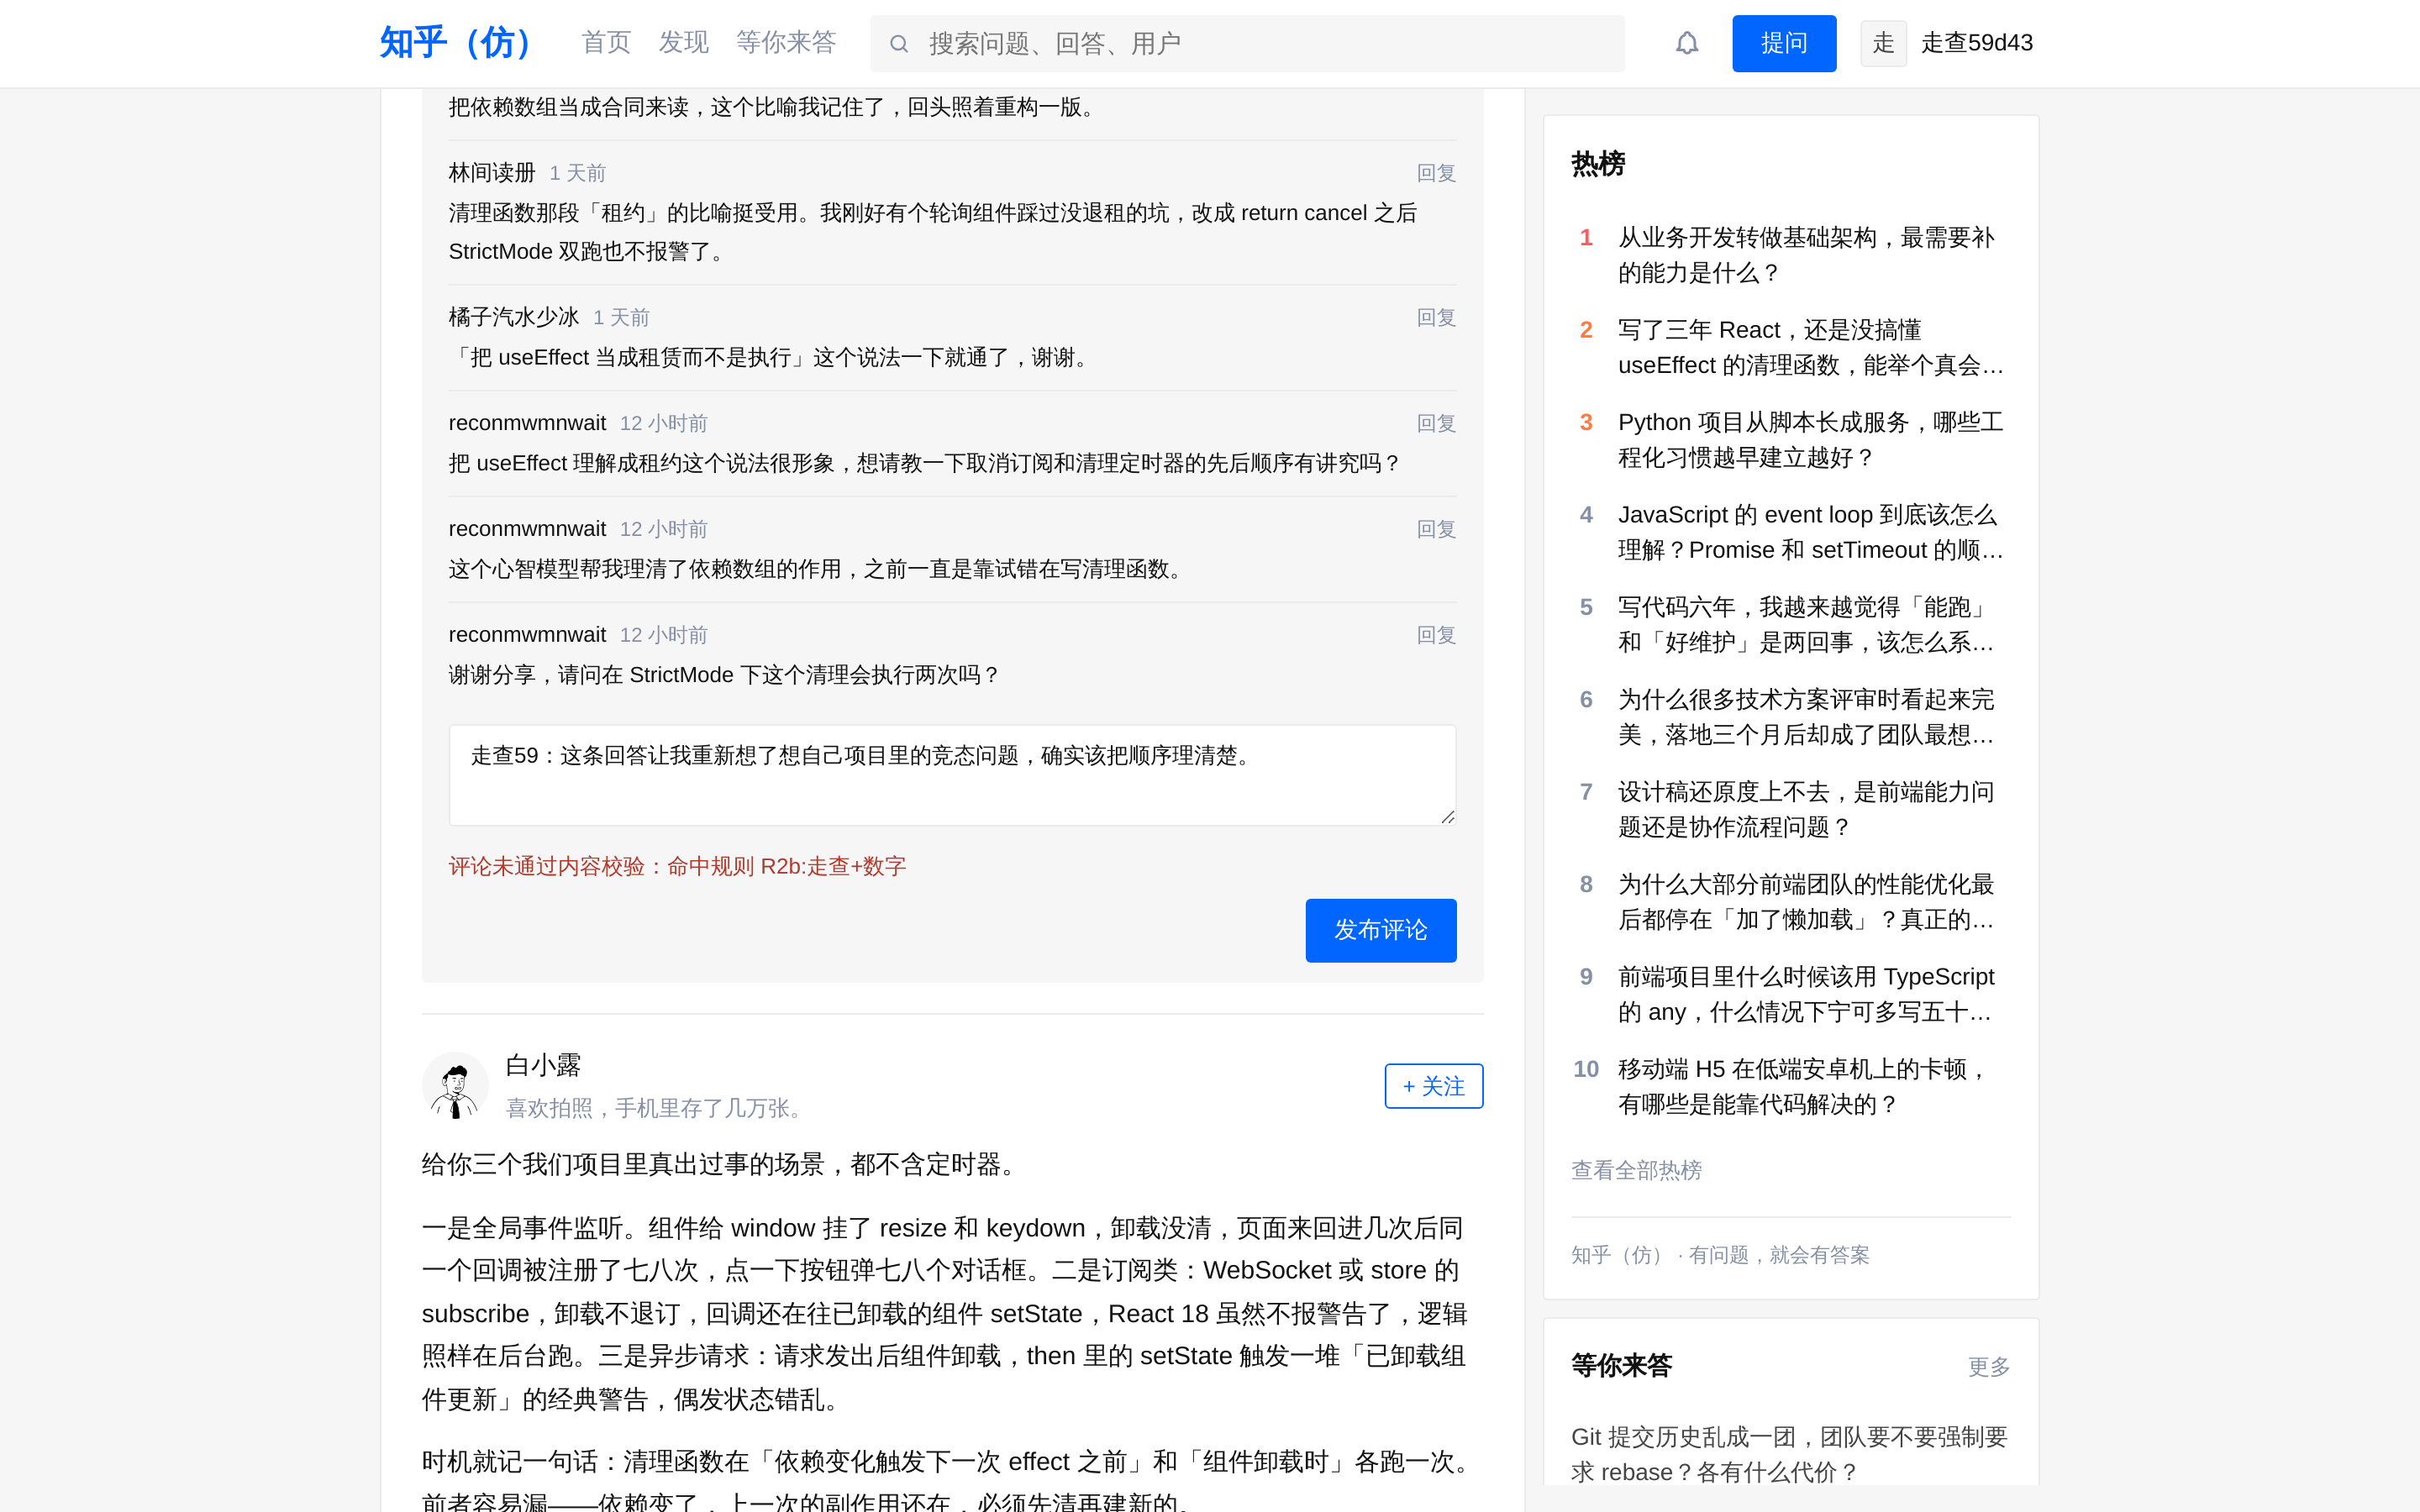 知乎（仿） 首页 发现 等你来答 搜索问题、回答、用户 提问 走 走查59d43
把依赖数组当成合同来读，这个比喻我记住了，回头照着重构一版。
林间读册 1 天前 回复
清理函数那段「租约」的比喻挺受用。我刚好有个轮询组件踩过没退租的坑，改成 return cancel 之后
StrictMode 双跑也不报警了。
橘子汽水少冰 1 天前 回复
「把 useEffect 当成租赁而不是执行」这个说法一下就通了，谢谢。
reconmwmnwait 12 小时前 回复
把 useEffect 理解成租约这个说法很形象，想请教一下取消订阅和清理定时器的先后顺序有讲究吗？
reconmwmnwait 12 小时前 回复
这个心智模型帮我理清了依赖数组的作用，之前一直是靠试错在写清理函数。
reconmwmnwait 12 小时前 回复
谢谢分享，请问在 StrictMode 下这个清理会执行两次吗？
走查59：这条回答让我重新想了想自己项目里的竞态问题，确实该把顺序理清楚。
评论未通过内容校验：命中规则 R2b:走查+数字
发布评论
白小露
喜欢拍照，手机里存了几万张。
+ 关注
给你三个我们项目里真出过事的场景，都不含定时器。
一是全局事件监听。组件给 window 挂了 resize 和 keydown，卸载没清，页面来回进几次后同
一个回调被注册了七八次，点一下按钮弹七八个对话框。二是订阅类：WebSocket 或 store 的
subscribe，卸载不退订，回调还在往已卸载的组件 setState，React 18 虽然不报警告了，逻辑
照样在后台跑。三是异步请求：请求发出后组件卸载，then 里的 setState 触发一堆「已卸载组
件更新」的经典警告，偶发状态错乱。
时机就记一句话：清理函数在「依赖变化触发下一次 effect 之前」和「组件卸载时」各跑一次。
前者容易漏——依赖变了，上一次的副作用还在，必须先清再建新的。
热榜
1 从业务开发转做基础架构，最需要补
的能力是什么？
2 写了三年 React，还是没搞懂
useEffect 的清理函数，能举个真会…
3 Python 项目从脚本长成服务，哪些工
程化习惯越早建立越好？
4 JavaScript 的 event loop 到底该怎么
理解？Promise 和 setTimeout 的顺…
5 写代码六年，我越来越觉得「能跑」
和「好维护」是两回事，该怎么系…
6 为什么很多技术方案评审时看起来完
美，落地三个月后却成了团队最想…
7 设计稿还原度上不去，是前端能力问
题还是协作流程问题？
8 为什么大部分前端团队的性能优化最
后都停在「加了懒加载」？真正的…
9 前端项目里什么时候该用 TypeScript
的 any，什么情况下宁可多写五十…
10 移动端 H5 在低端安卓机上的卡顿，
有哪些是能靠代码解决的？
查看全部热榜
知乎（仿） · 有问题，就会有答案
等你来答 更多
Git 提交历史乱成一团，团队要不要强制要
求 rebase？各有什么代价？